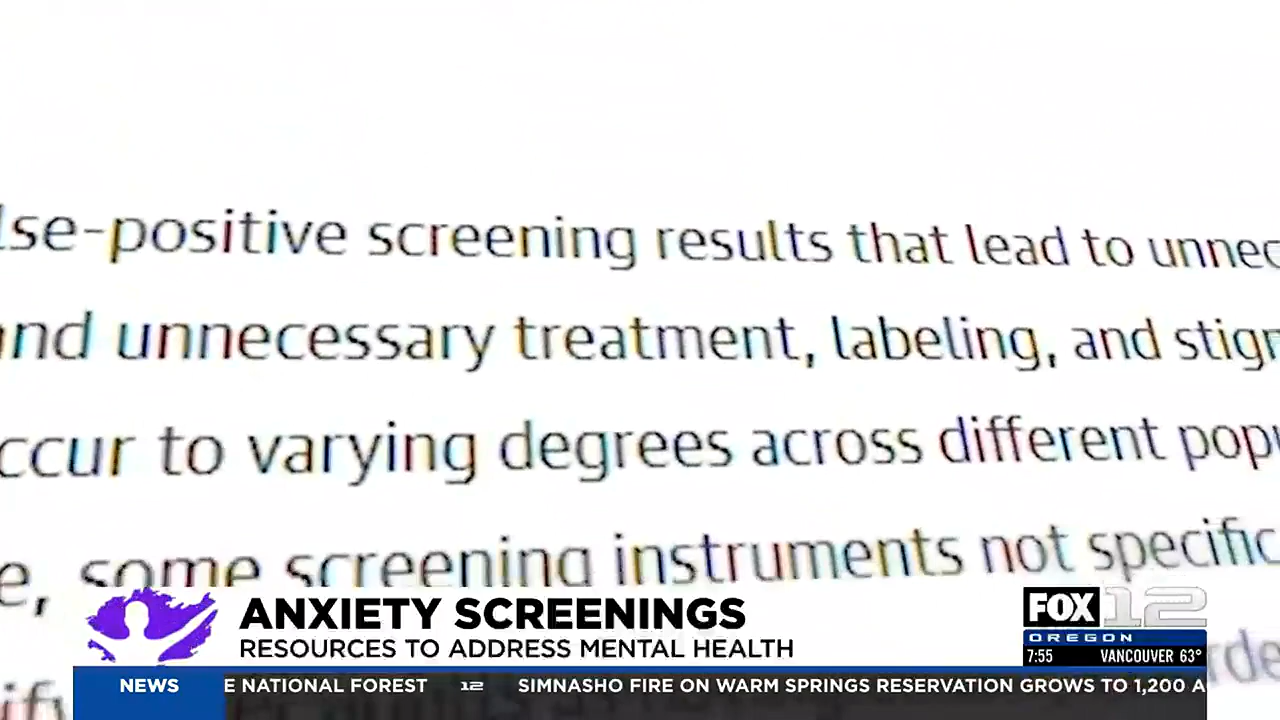 lse-positive screening results that lead to unnec
and unnecessary treatment, labeling, and stig
ccur to varying degrees across different pop
e, some screening instruments not specific
ANXIETY SCREENINGS
RESOURCES TO ADDRESS MENTAL HEALTH
FOX 12
OREGON
7:55 VANCOUVER 63°
NEWS E NATIONAL FOREST 12 SIMNASHO FIRE ON WARM SPRINGS RESERVATION GROWS TO 1,200 A